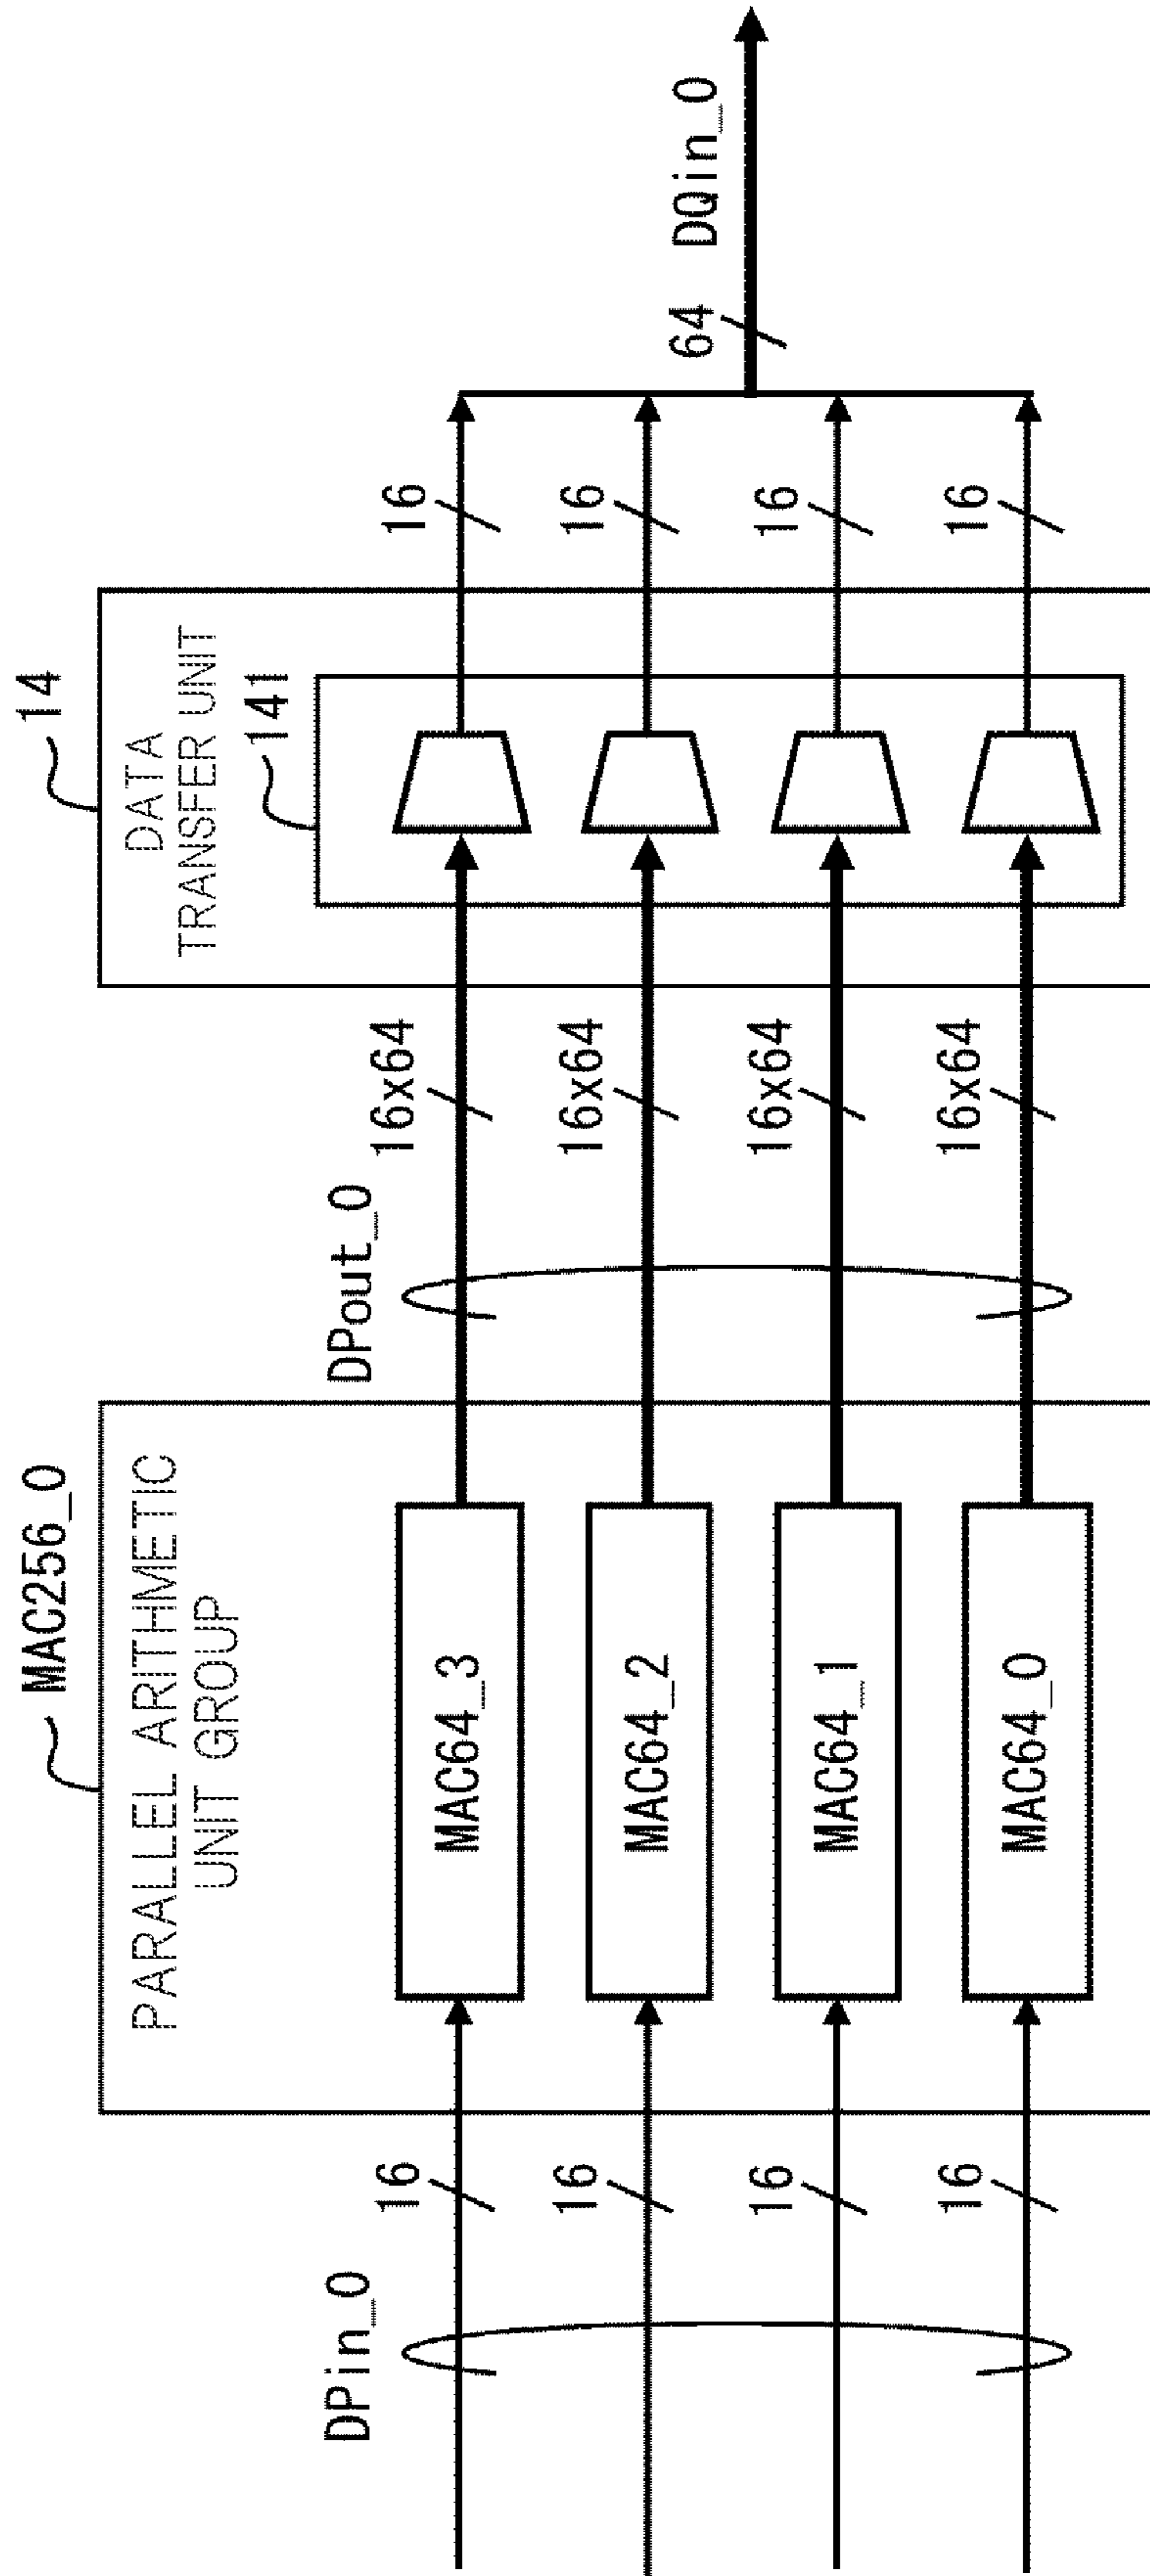 MAC256_0
PARALLEL ARITHMETIC
UNIT GROUP
14
DATA
TRANSFER UNIT
141
DPin_0
DPout_0
16
MAC64_3
16x64
16
16
MAC64_2
16x64
16
64 DQin_0
16
MAC64_1
16x64
16
16
MAC64_0
16x64
16